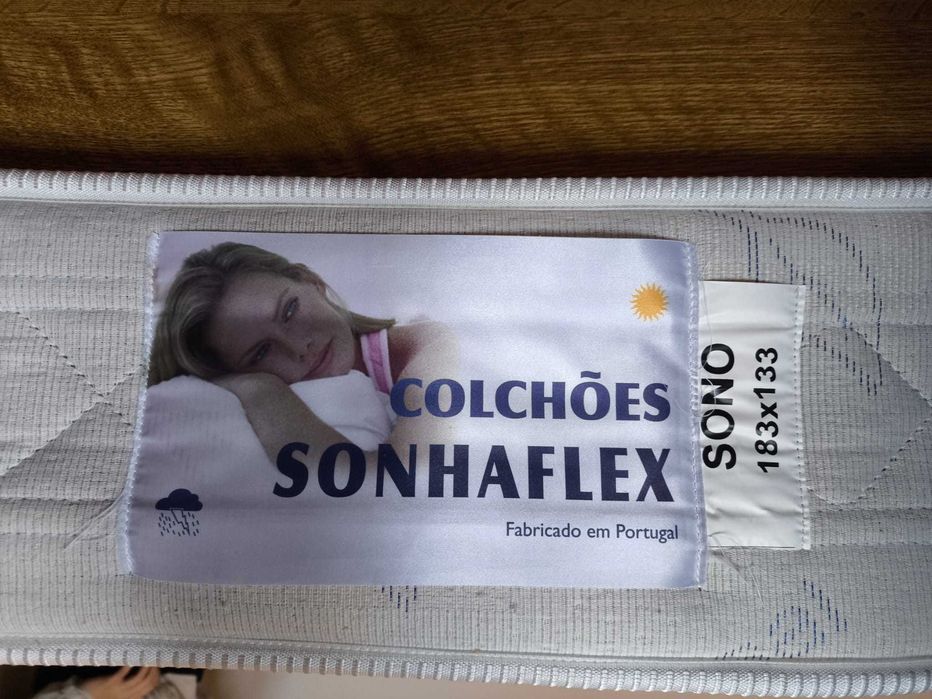 COLCHÕES
SONHAFLEX
Fabricado em Portugal
SONO
183x133